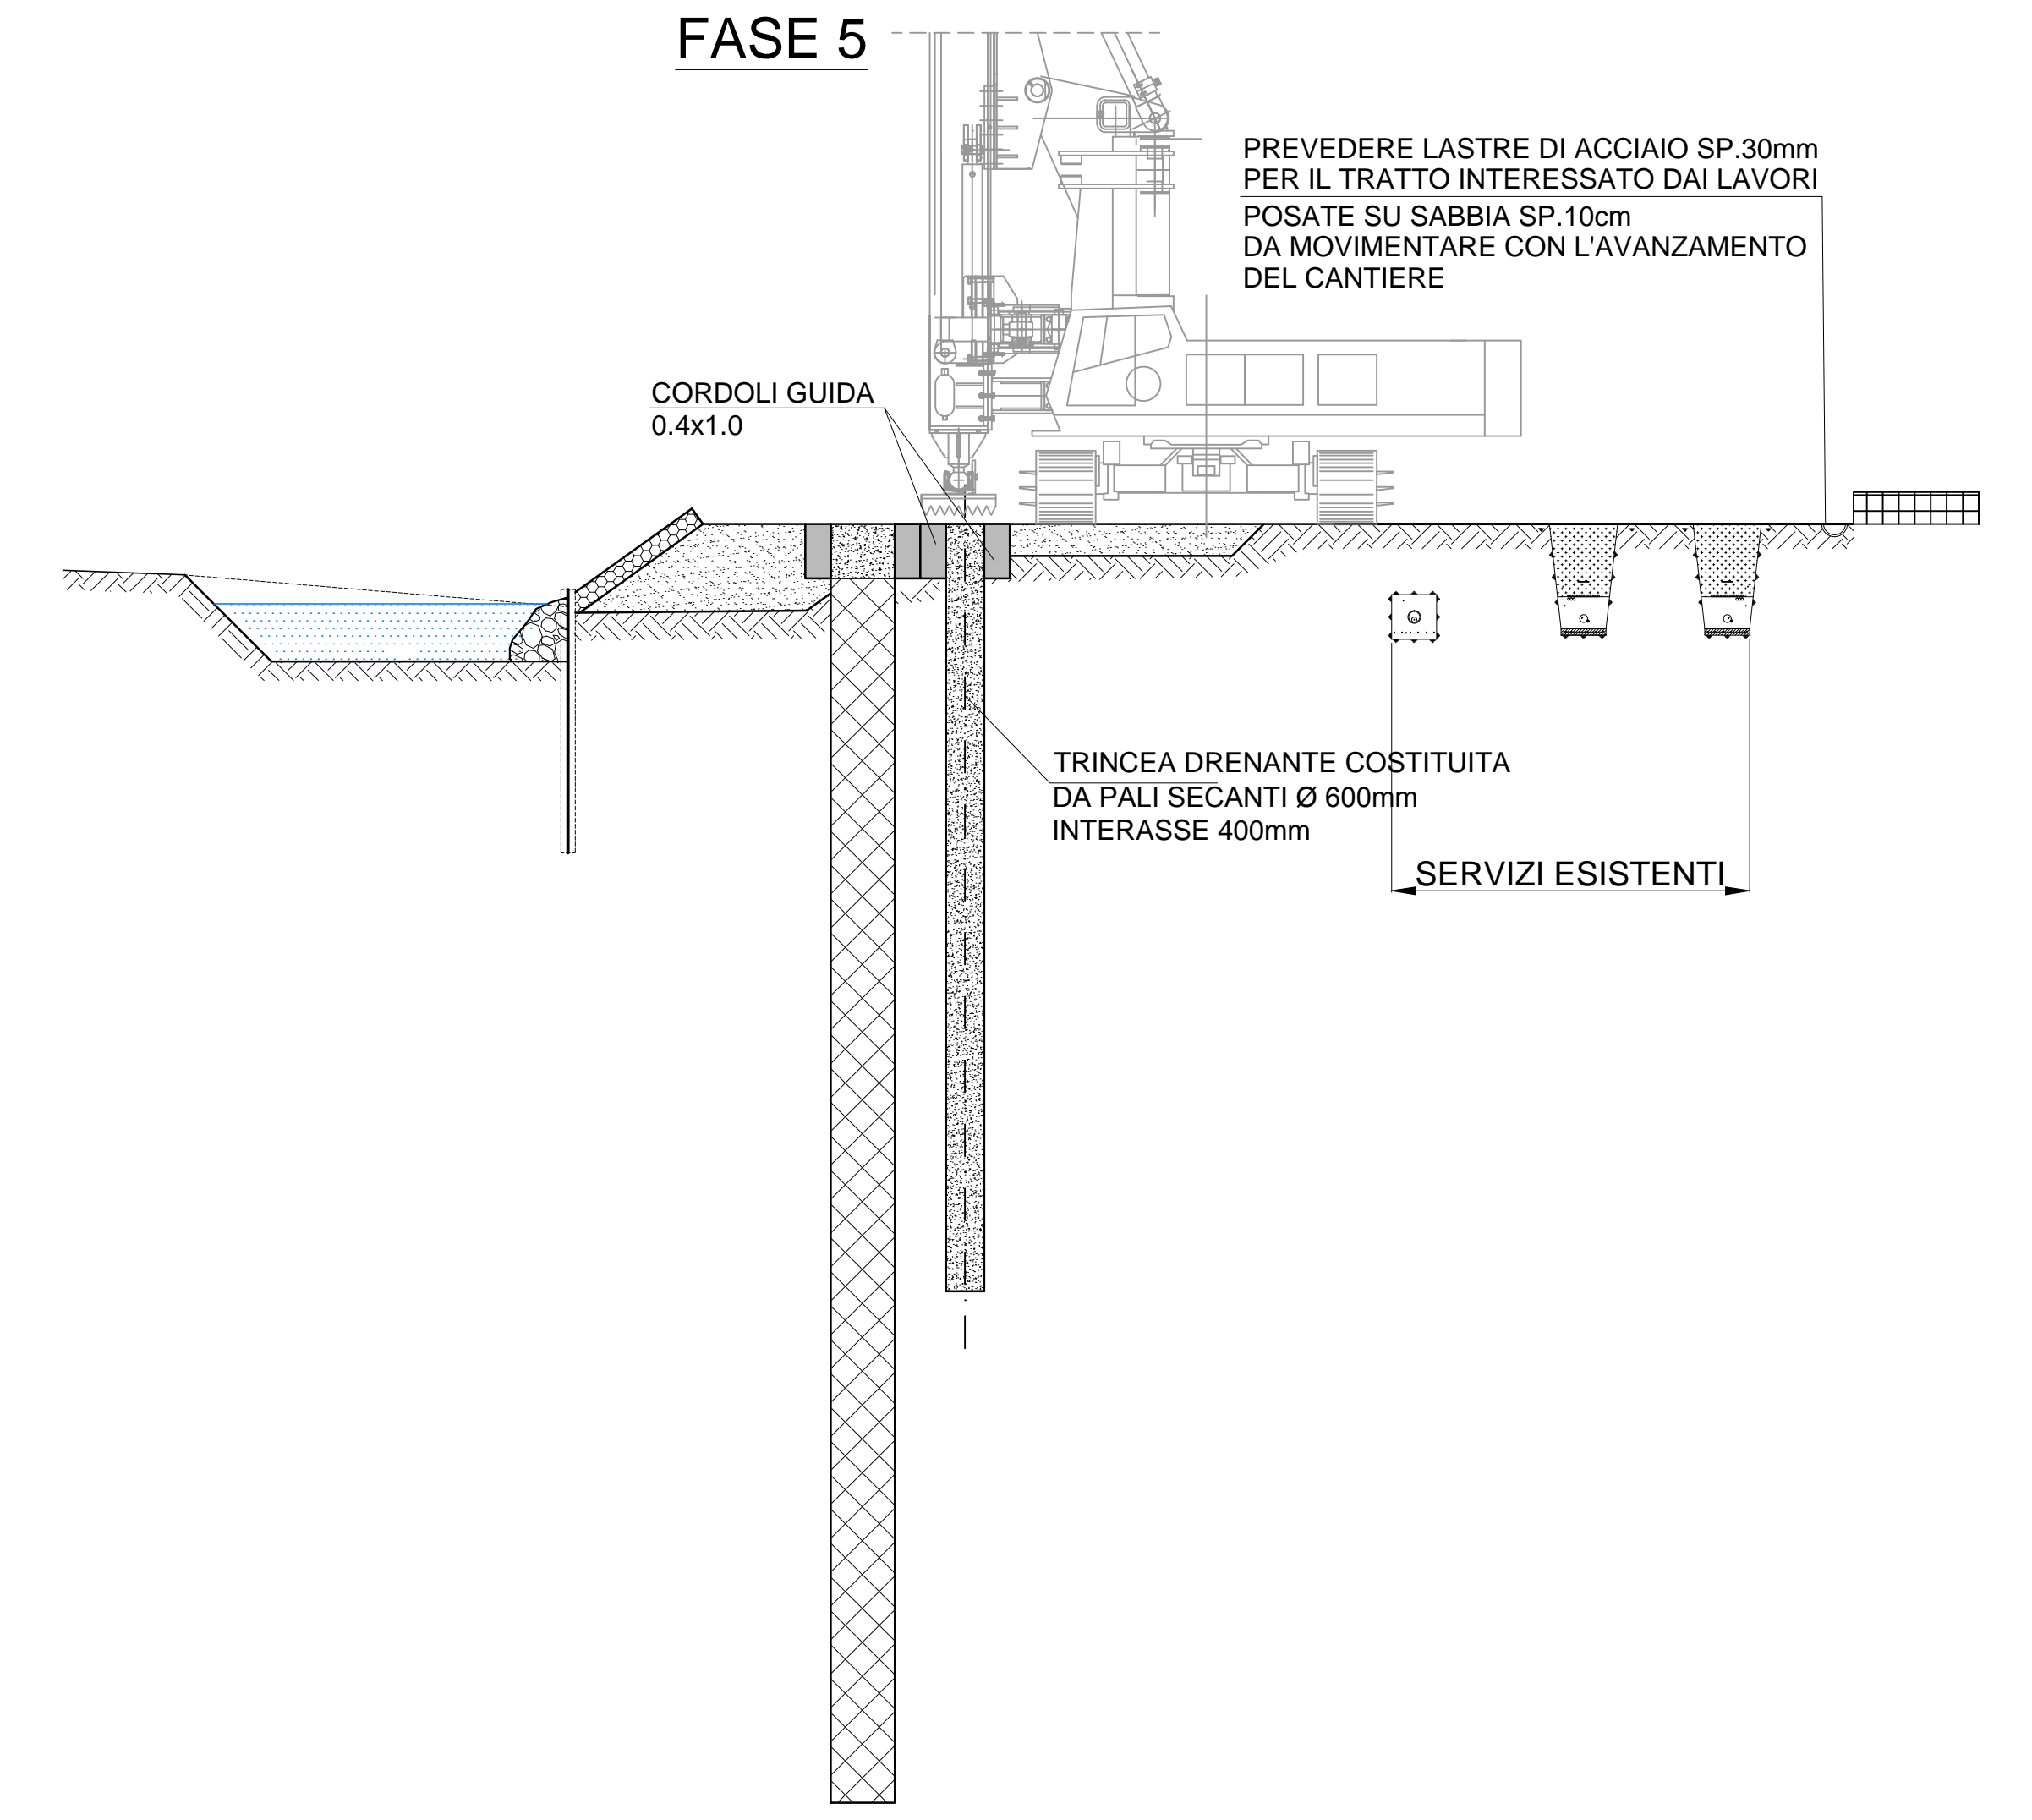 FASE 5
PREVEDERE LASTRE DI ACCIAIO SP.30mm
PER IL TRATTO INTERESSATO DAI LAVORI
POSATE SU SABBIA SP.10cm
DA MOVIMENTARE CON L'AVANZAMENTO
DEL CANTIERE
CORDOLI GUIDA
0.4x1.0
TRINCEA DRENANTE COSTITUITA
DA PALI SECANTI Ø 600mm
INTERASSE 400mm
SERVIZI ESISTENTI